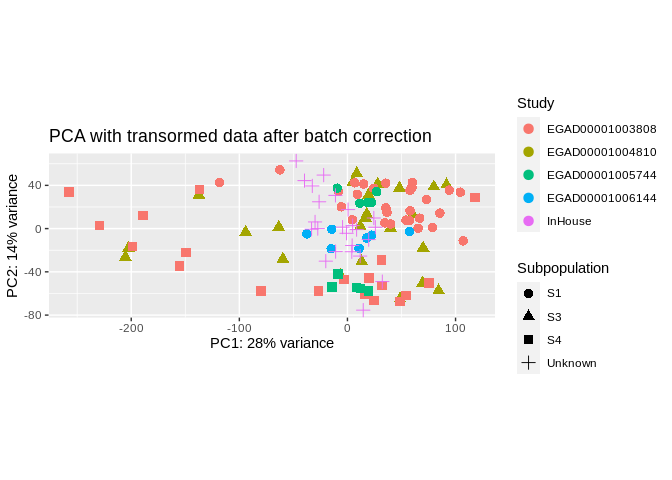 PCA with transormed data after batch correction
PC2: 14% variance
40
0
-40
-80
-200
-100
0
100
PC1: 28% variance
Study
EGAD00001003808
EGAD00001004810
EGAD00001005744
EGAD00001006144
InHouse
Subpopulation
S1
S3
S4
Unknown